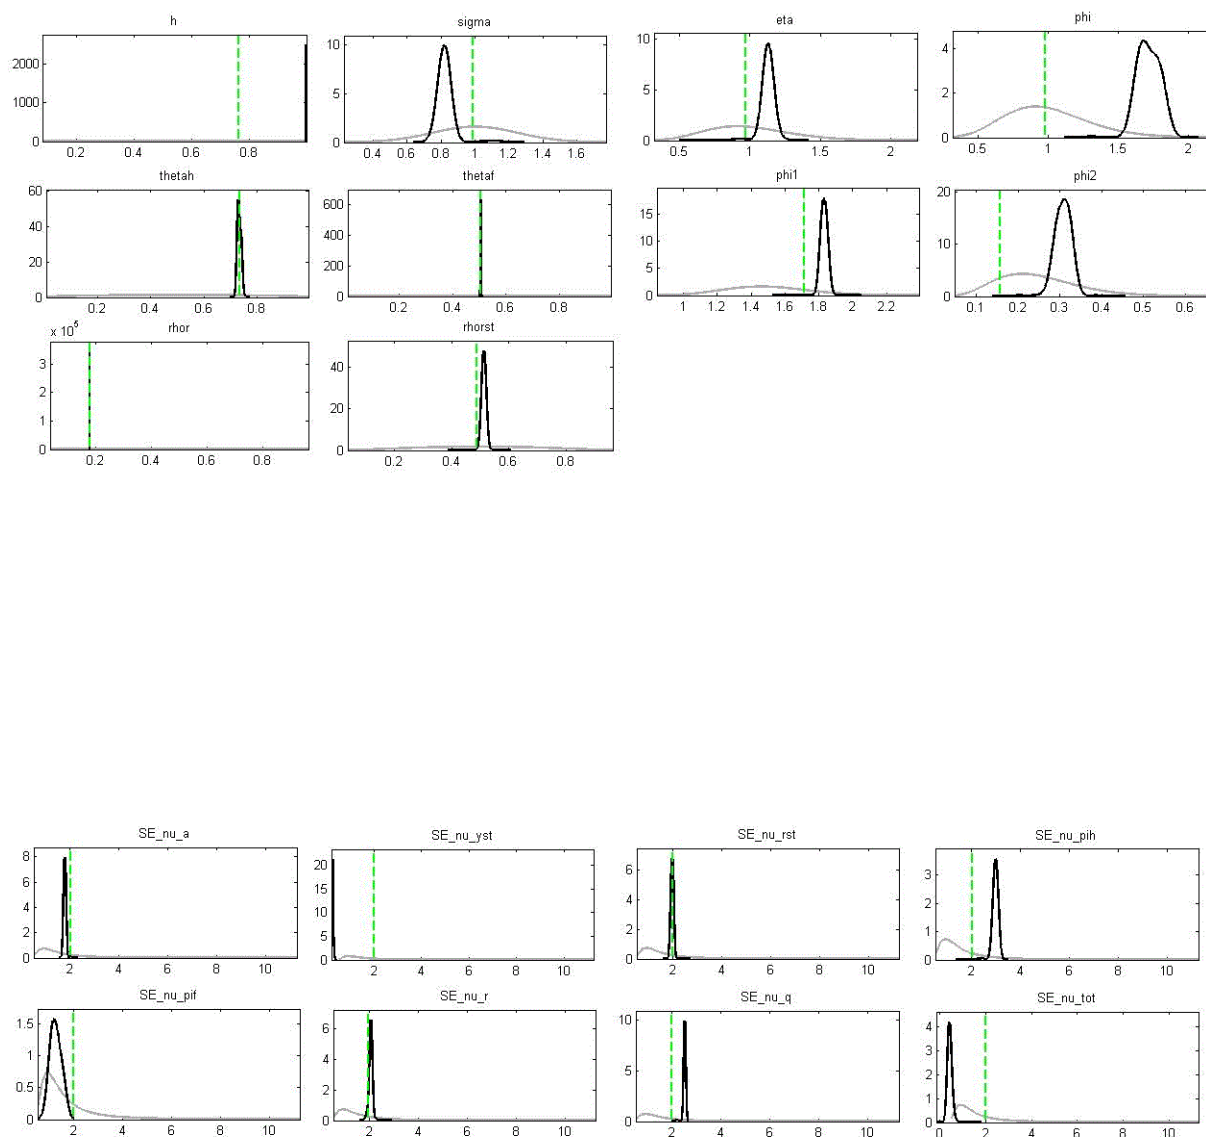 h
2000
1000
0
0.2 0.4 0.6 0.8
sigma
10
5
0
0.4 0.6 0.8 1 1.2 1.4 1.6
eta
10
5
0
0.5 1 1.5 2
phi
4
2
0
0.5 1 1.5 2
thetah
60
40
20
0
0.2 0.4 0.6 0.8
thetaf
600
400
200
0
0.2 0.4 0.6 0.8
phi1
15
10
5
0
1 1.2 1.4 1.6 1.8 2 2.2
phi2
20
10
0
0.1 0.2 0.3 0.4 0.5 0.6
x 10^5
rhor
3
2
1
0
0.2 0.4 0.6 0.8
rhorst
40
20
0
0.2 0.4 0.6 0.8
SE_nu_a
8
6
4
2
0
2 4 6 8 10
SE_nu_yst
20
15
10
5
0
2 4 6 8 10
SE_nu_rst
6
4
2
0
2 4 6 8 10
SE_nu_pih
3
2
1
0
2 4 6 8 10
SE_nu_pif
1.5
1
0.5
0
2 4 6 8 10
SE_nu_r
6
4
2
0
2 4 6 8 10
SE_nu_q
10
5
0
2 4 6 8 10
SE_nu_tot
4
3
2
1
0
0 2 4 6 8 10